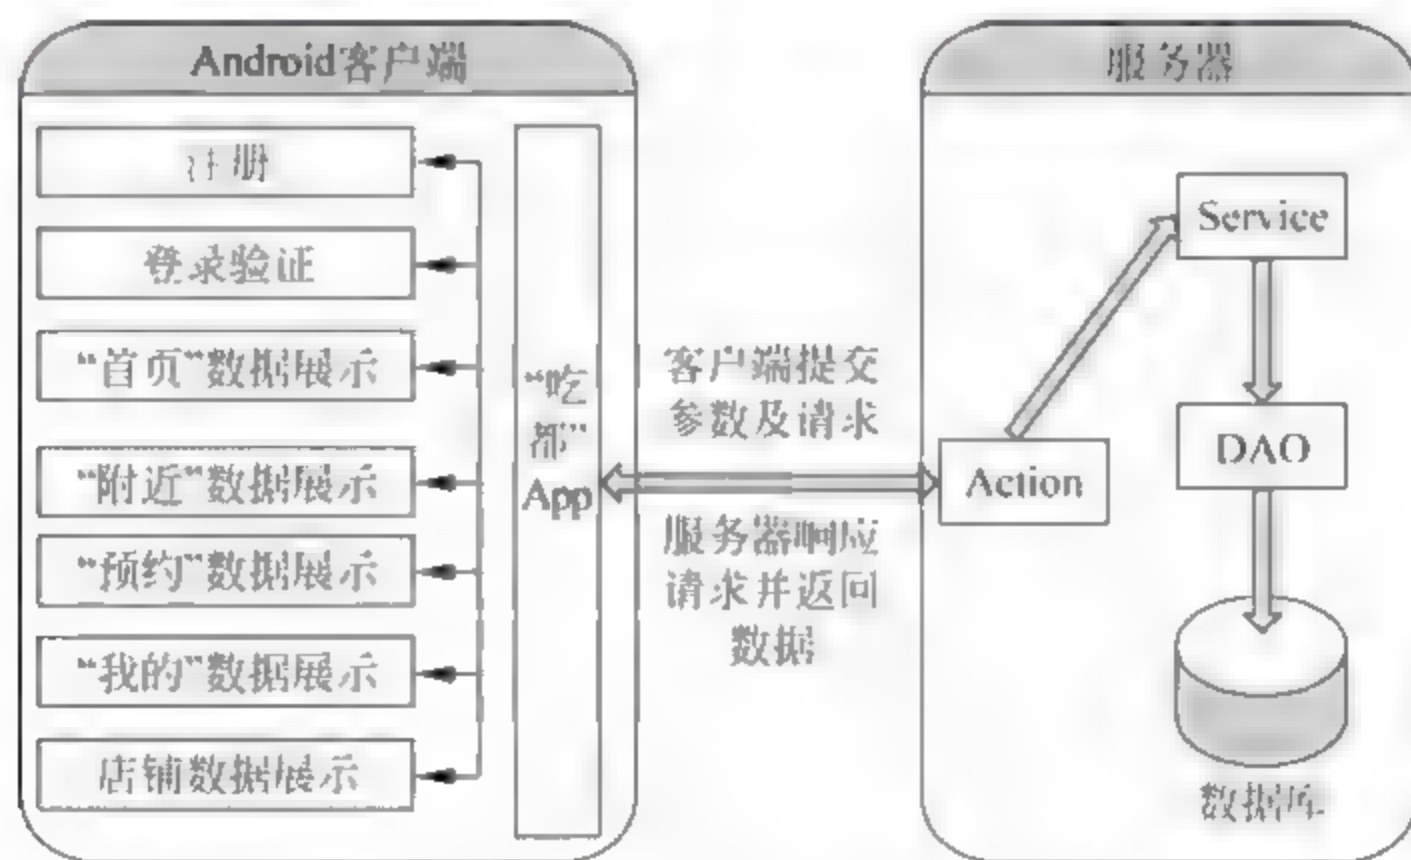 Android客户端
注册
登录验证
“首页”数据展示
“附近”数据展示
“预约”数据展示
“我的”数据展示
店铺数据展示
“吃
都”
App
客户端提交
参数及请求
服务器响应
请求并返回
数据
服务器
Service
DAO
Action
数据库